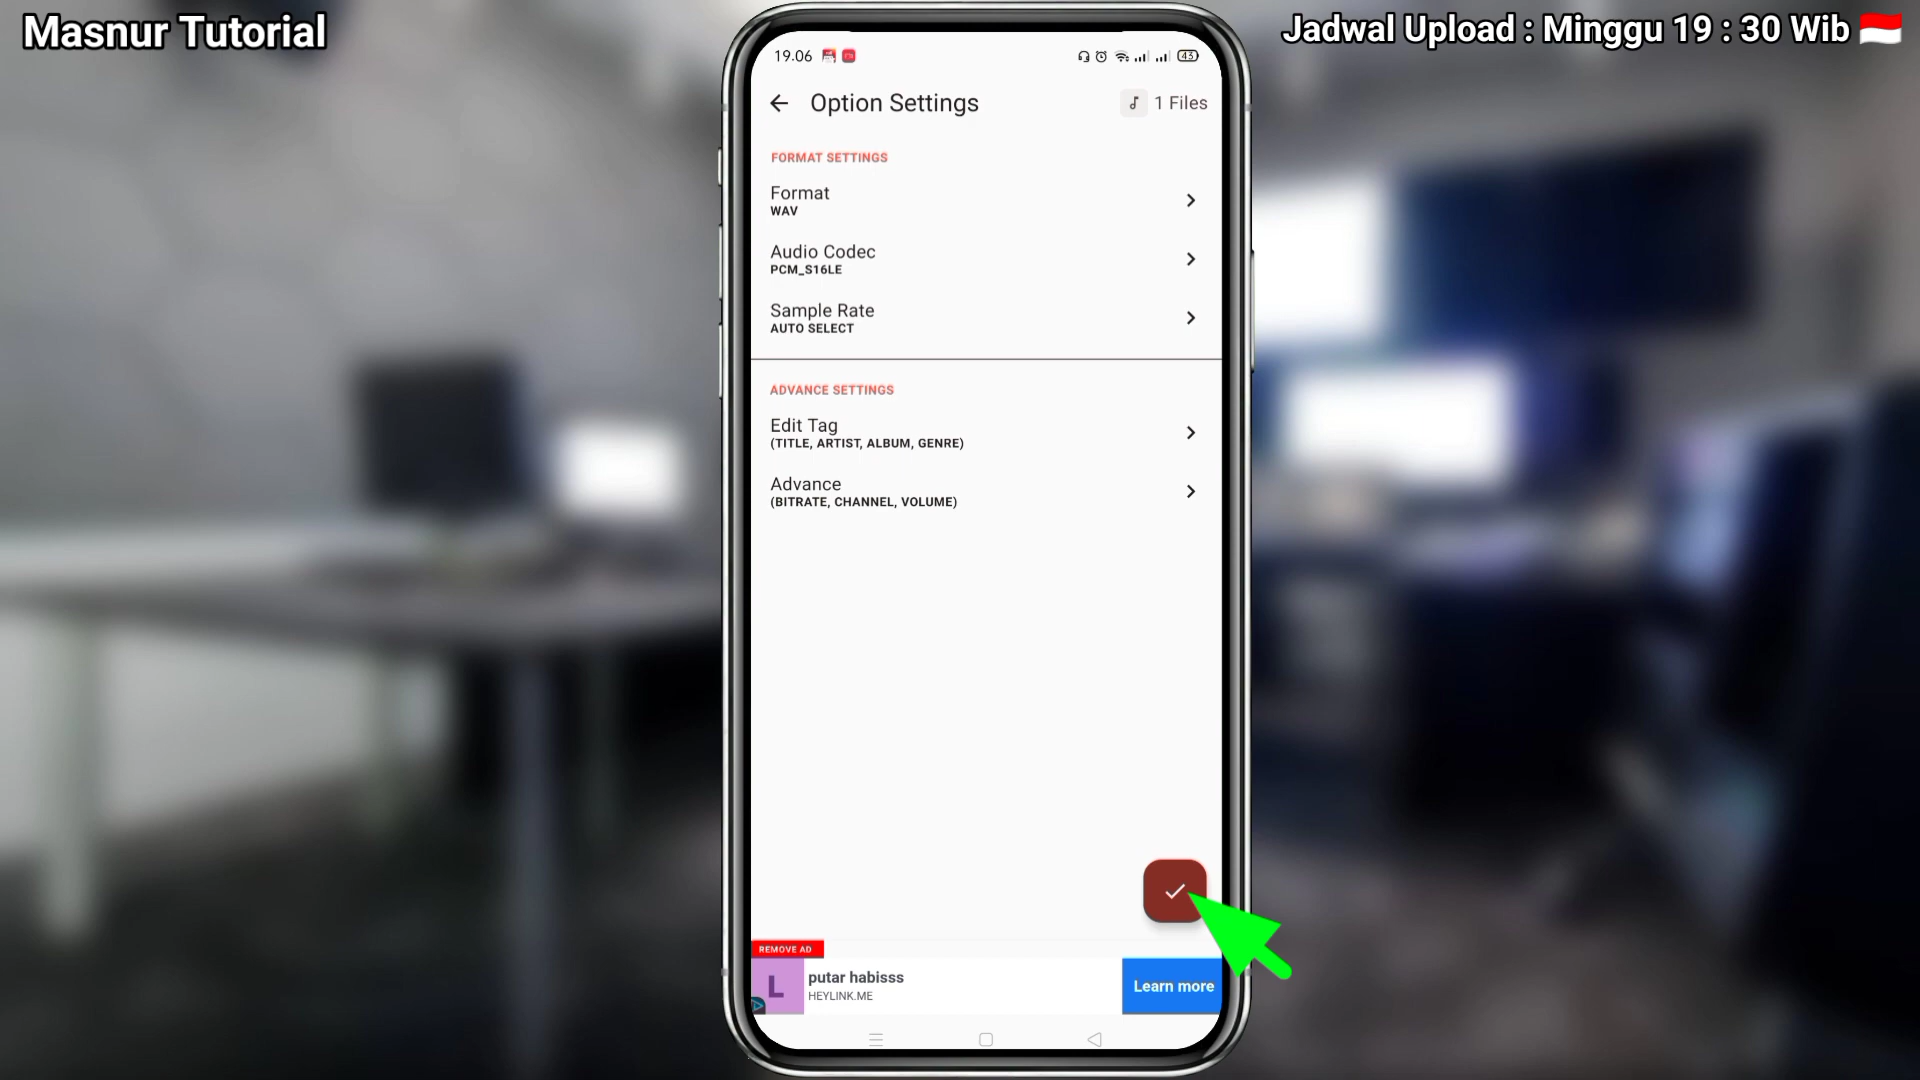 Masnur Tutorial
Jadwal Upload : Minggu 19 : 30 Wib
19.06
43
Option Settings
1 Files
FORMAT SETTINGS
Format
WAV
Audio Codec
PCM_S16LE
Sample Rate
AUTO SELECT
ADVANCE SETTINGS
Edit Tag
(TITLE, ARTIST, ALBUM, GENRE)
Advance
(BITRATE, CHANNEL, VOLUME)
REMOVE AD
L
putar habisss
HEYLINK.ME
Learn more